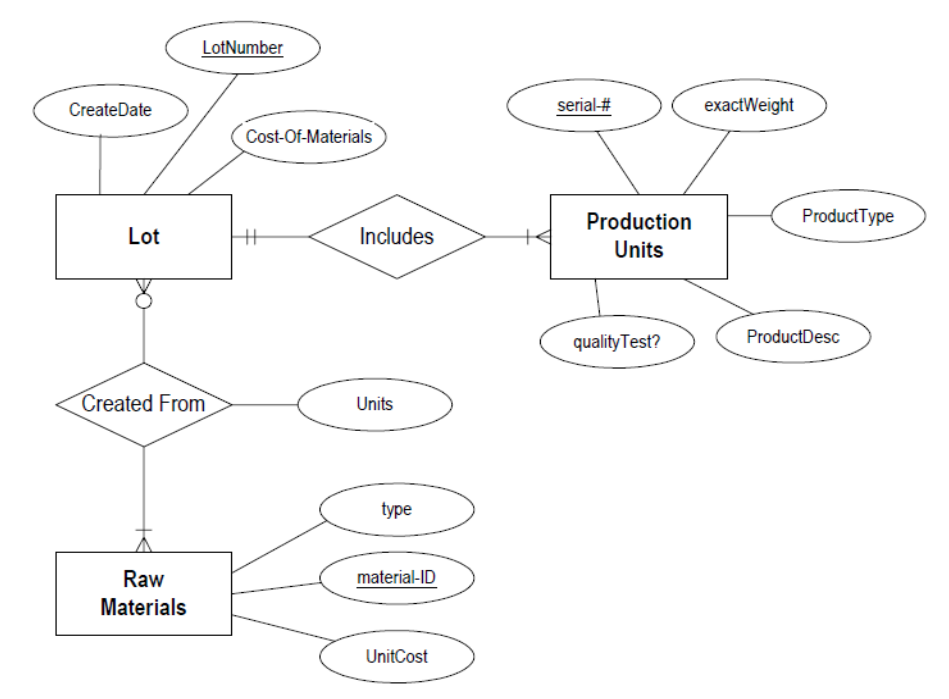 LotNumber
CreateDate
Cost-Of-Materials
serial-#
exactWeight
Lot
Includes
Production
Units
ProductType
qualityTest?
ProductDesc
Created From
Units
type
Raw
Materials
material-ID
UnitCost